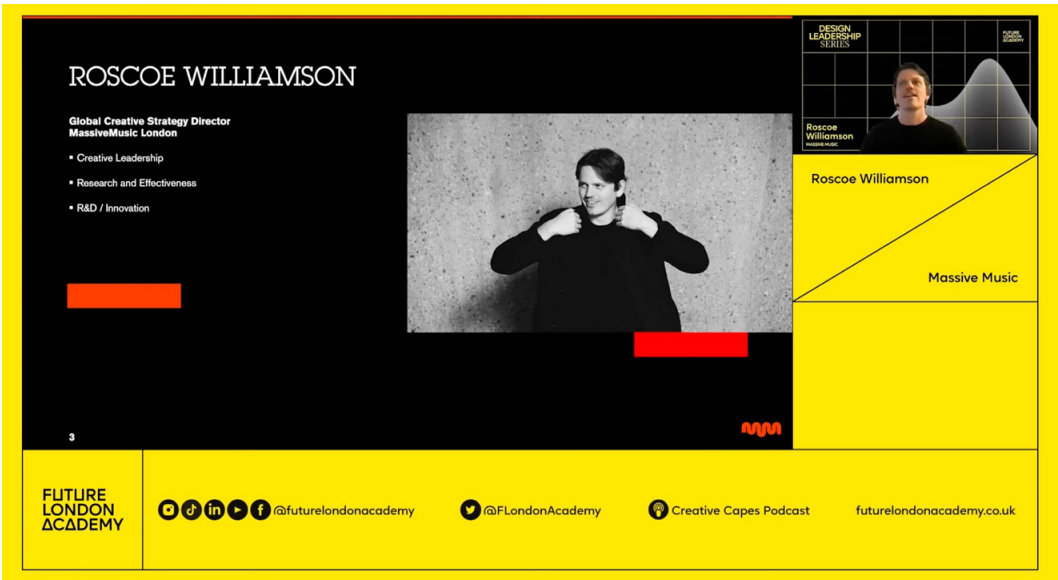 ROSCOE WILLIAMSON
Global Creative Strategy Director
MassiveMusic London
▪ Creative Leadership
▪ Research and Effectiveness
▪ R&D / Innovation
3
DESIGN
LEADERSHIP
SERIES
FUTURE
LONDON
ACADEMY
Roscoe
Williamson
MASSIVE MUSIC
Roscoe Williamson
Massive Music
FUTURE
LONDON
ACADEMY
@futurelondonacademy
@FLondonAcademy
Creative Capes Podcast
futurelondonacademy.co.uk